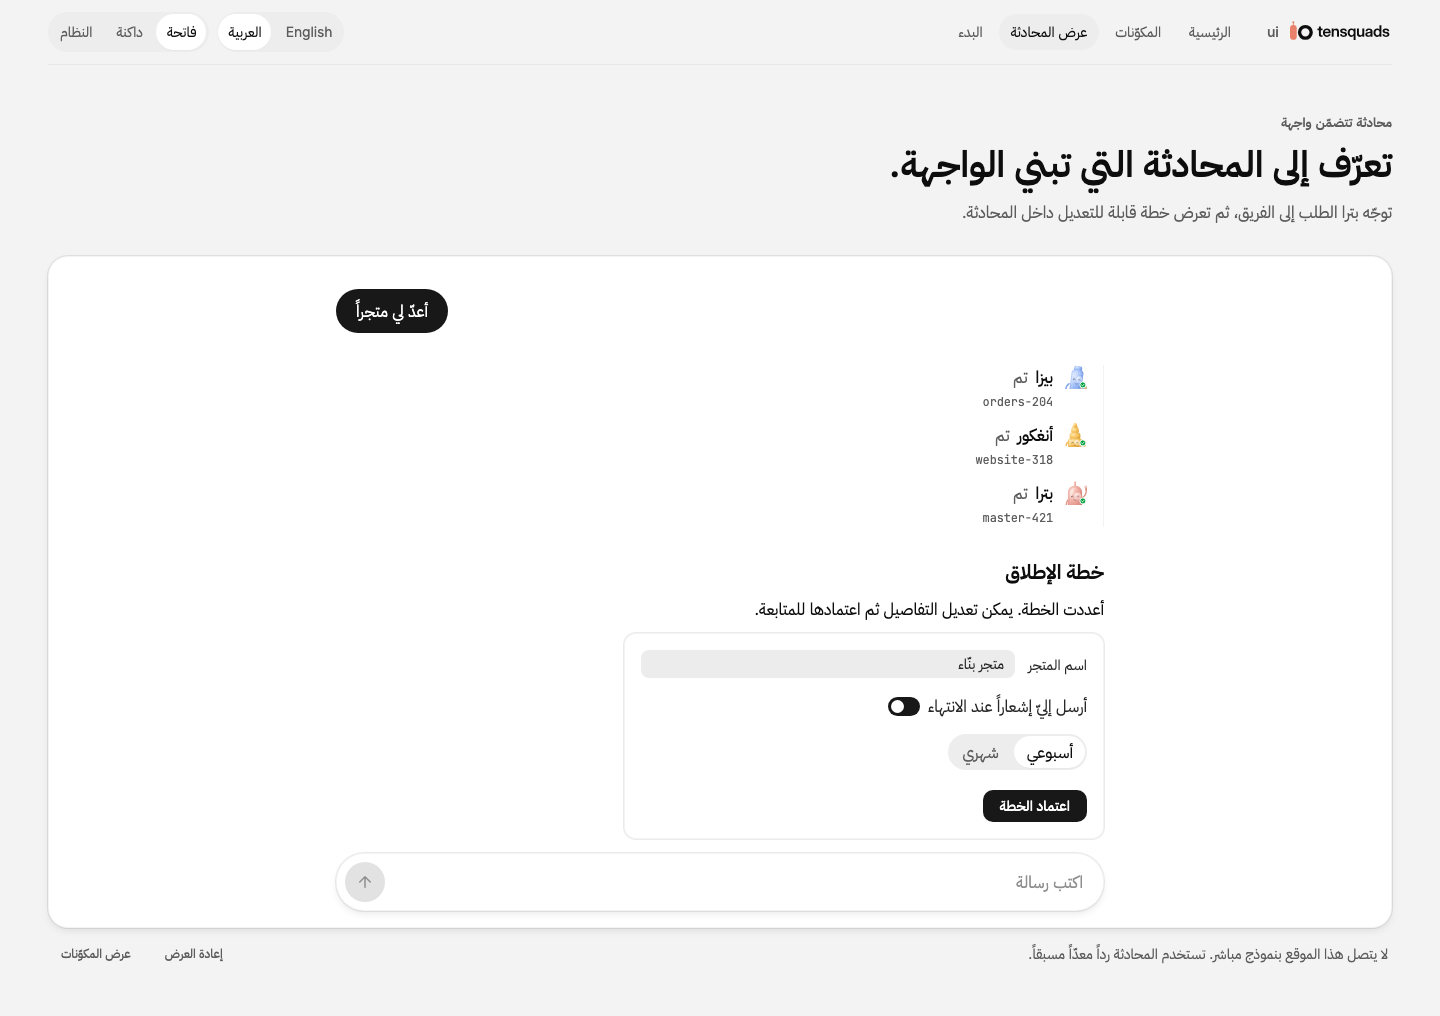 tensquads ui
الرئيسية
المكوّنات
عرض المحادثة
البدء
English
العربية
فاتحة
داكنة
النظام
محادثة تتضمّن واجهة
تعرّف إلى المحادثة التي تبني الواجهة.
توجّه بترا الطلب إلى الفريق، ثم تعرض خطة قابلة للتعديل داخل المحادثة.
أعدّ لي متجراً
بيزا تم
orders-204
أنغكور تم
website-318
بترا تم
master-421
خطة الإطلاق
أعددت الخطة. يمكن تعديل التفاصيل ثم اعتمادها للمتابعة.
اسم المتجر
متجر بنّاء
أرسل إليّ إشعاراً عند الانتهاء
أسبوعي
شهري
اعتماد الخطة
اكتب رسالة
لا يتصل هذا الموقع بنموذج مباشر. تستخدم المحادثة رداً معدّاً مسبقاً.
إعادة العرض
عرض المكوّنات